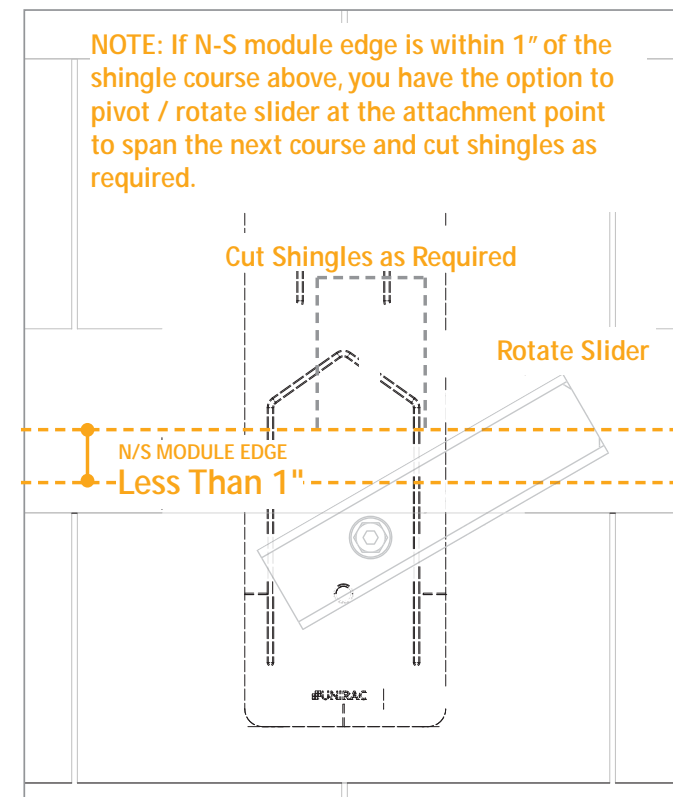 NOTE: If N-S module edge is within 1" of the
shingle course above, you have the option to
pivot / rotate slider at the attachment point
to span the next course and cut shingles as
required.
Cut Shingles as Required
Rotate Slider
N/S MODULE EDGE
Less Than 1"
#UNIRAC